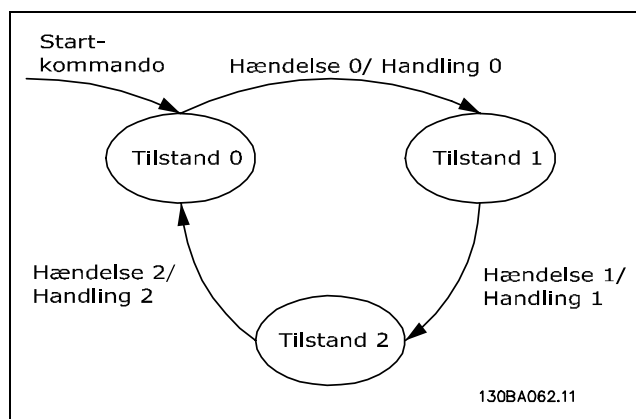 Start-
kommando
Hændelse 0/ Handling 0
Tilstand 0
Tilstand 1
Hændelse 2/
Handling 2
Hændelse 1/
Handling 1
Tilstand 2
130BA062.11